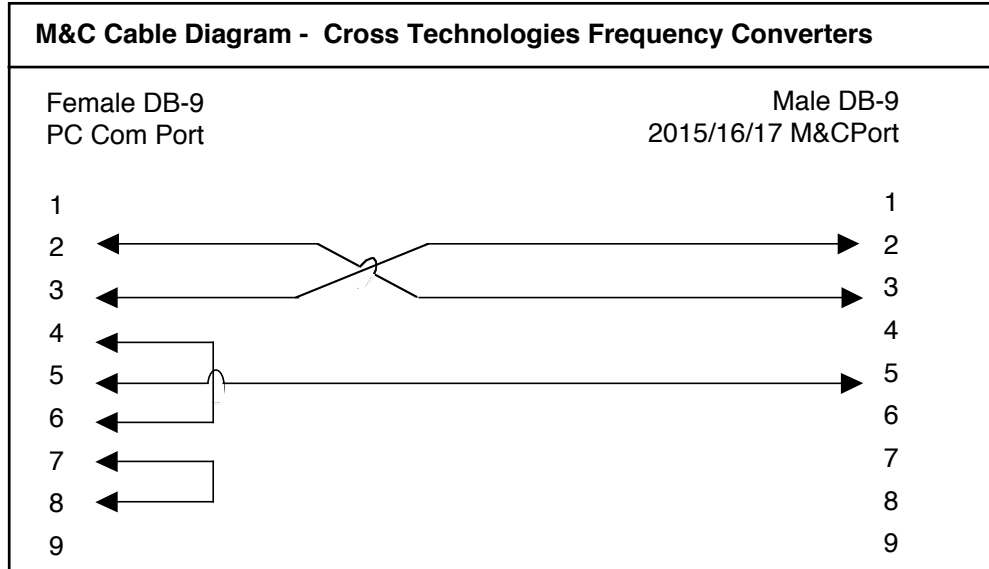 M&C Cable Diagram - Cross Technologies Frequency Converters
Female DB-9
PC Com Port
Male DB-9
2015/16/17 M&CPort
1 1
2 2
3 3
4 4
5 5
6 6
7 7
8 8
9 9